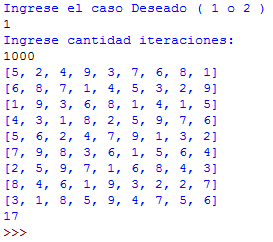 Ingrese el caso Deseado ( 1 o 2 )
1
Ingrese cantidad iteraciones:
1000
[5, 2, 4, 9, 3, 7, 6, 8, 1]
[6, 8, 7, 1, 4, 5, 3, 2, 9]
[1, 9, 3, 6, 8, 1, 4, 1, 5]
[4, 3, 1, 8, 2, 5, 9, 7, 6]
[5, 6, 2, 4, 7, 9, 1, 3, 2]
[7, 9, 8, 3, 6, 1, 5, 6, 4]
[2, 5, 9, 7, 1, 6, 8, 4, 3]
[8, 4, 6, 1, 9, 3, 2, 2, 7]
[3, 1, 8, 5, 9, 4, 7, 5, 6]
17
>>>